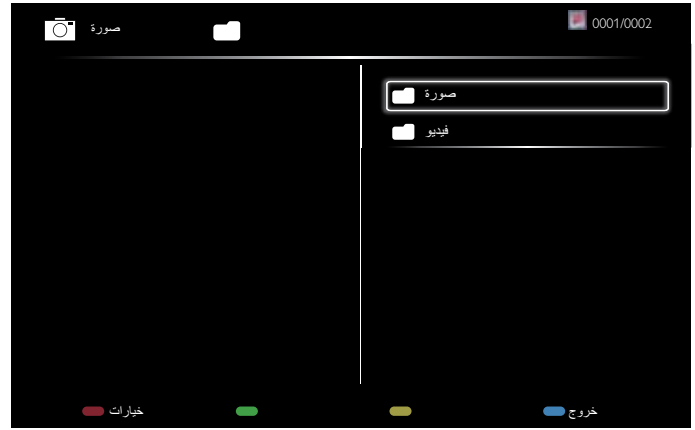 صورة
0001/0002
صورة
فيديو
خيارات
خروج